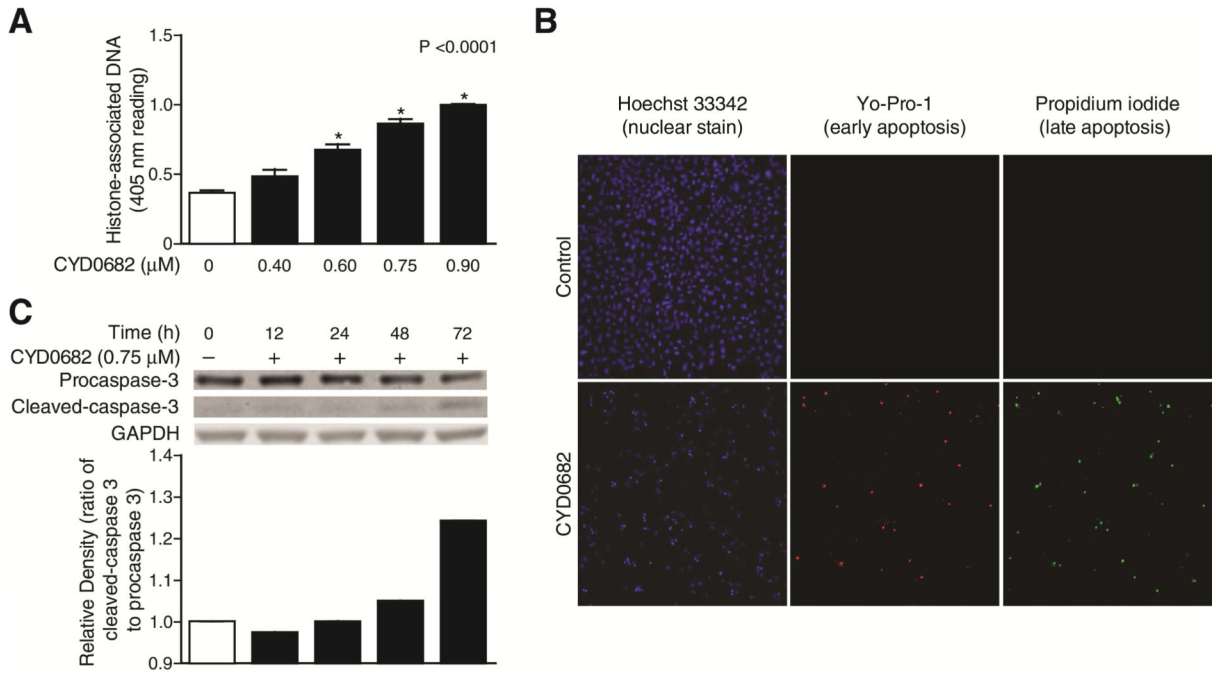 A
Histone-associated DNA
(405 nm reading)
1.5
1.0
0.5
0
P <0.0001
*
*
*
CYD0682 (μM)
0
0.40
0.60
0.75
0.90
B
Hoechst 33342
(nuclear stain)
Yo-Pro-1
(early apoptosis)
Propidium iodide
(late apoptosis)
Control
CYD0682
C
Time (h) 0 12 24 48 72
CYD0682 (0.75 μM) – + + + +
Procaspase-3
Cleaved-caspase-3
GAPDH
Relative Density (ratio of
cleaved-caspase 3
to procaspase 3)
1.4
1.3
1.2
1.1
1.0
0.9